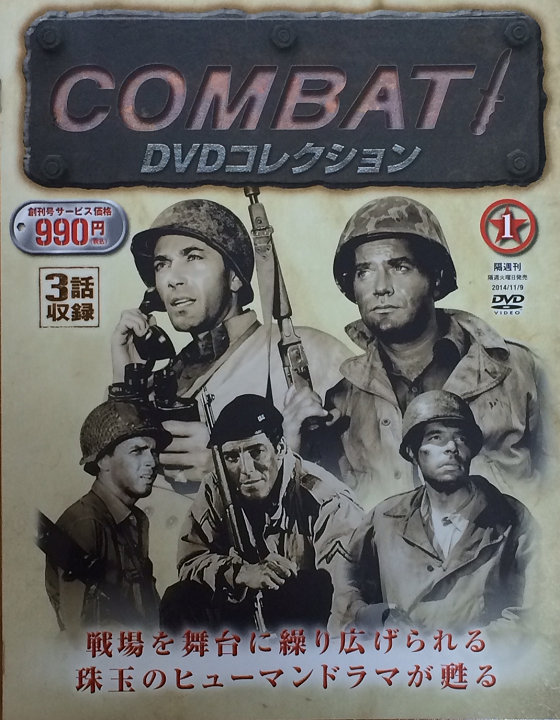 COMBAT!
DVDコレクション
創刊号サービス価格
990円(税込)
1
隔週刊
隔週火曜日発売
2014/11/9
DVD
VIDEO
3話
収録
戦場を舞台に繰り広げられる
珠玉のヒューマンドラマが甦る